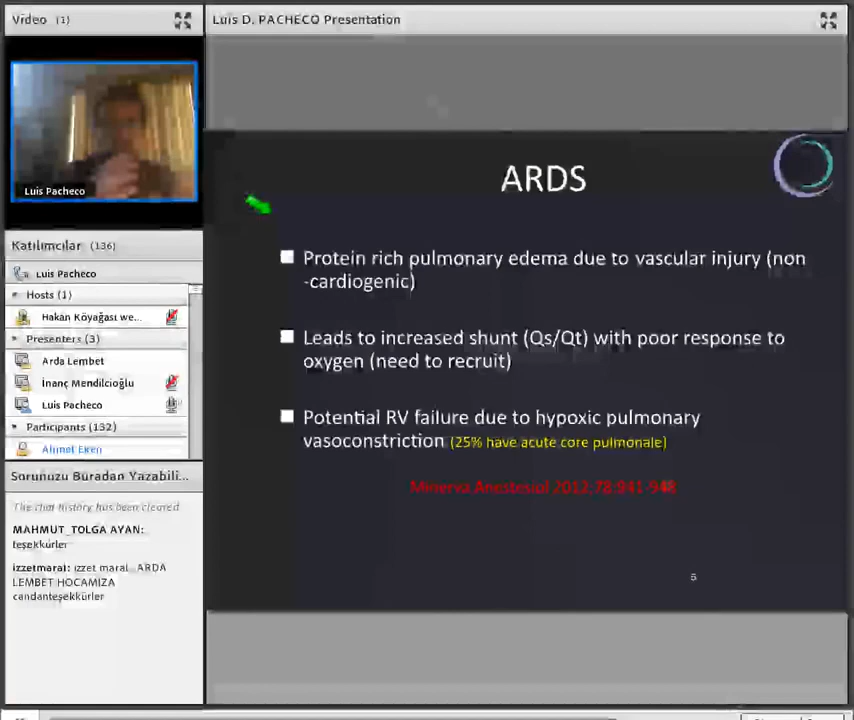 Video (1)
Luis D. PACHECO Presentation
Luis Pacheco
Katılımcılar (136)
Luis Pacheco
Hosts (1)
Hakan Köyağası we...
Presenters (3)
Arda Lembet
İnanç Mendilcioğlu
Luis Pacheco
Participants (132)
Ahmet Eken
Sorunuzu Buradan Yazabili...
The chat history has been cleared
MAHMUT_TOLGA AYAN:
teşekkürler
izzetmaral: izzet maral ARDA
LEMBET HOCAMIZA
candanteşekkürler
ARDS
Protein rich pulmonary edema due to vascular injury (non
-cardiogenic)
Leads to increased shunt (Qs/Qt) with poor response to
oxygen (need to recruit)
Potential RV failure due to hypoxic pulmonary
vasoconstriction (25% have acute core pulmonale)
Minerva Anestesiol 2012;78:941-948